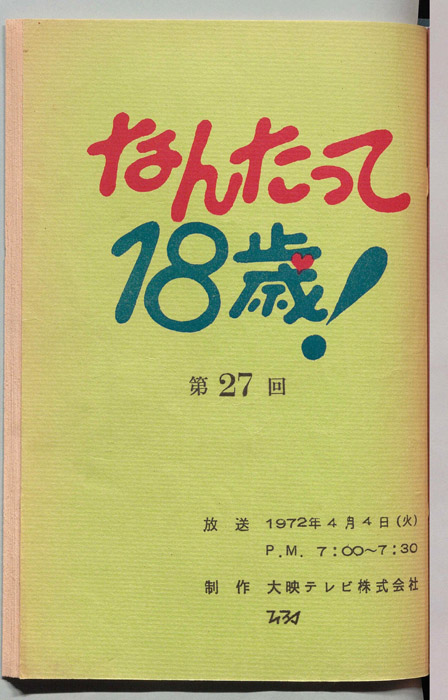 なんたって
18歳!
第27回
放送 1972年4月4日(火)
P.M. 7:00～7:30
制作 大映テレビ株式会社
TBS